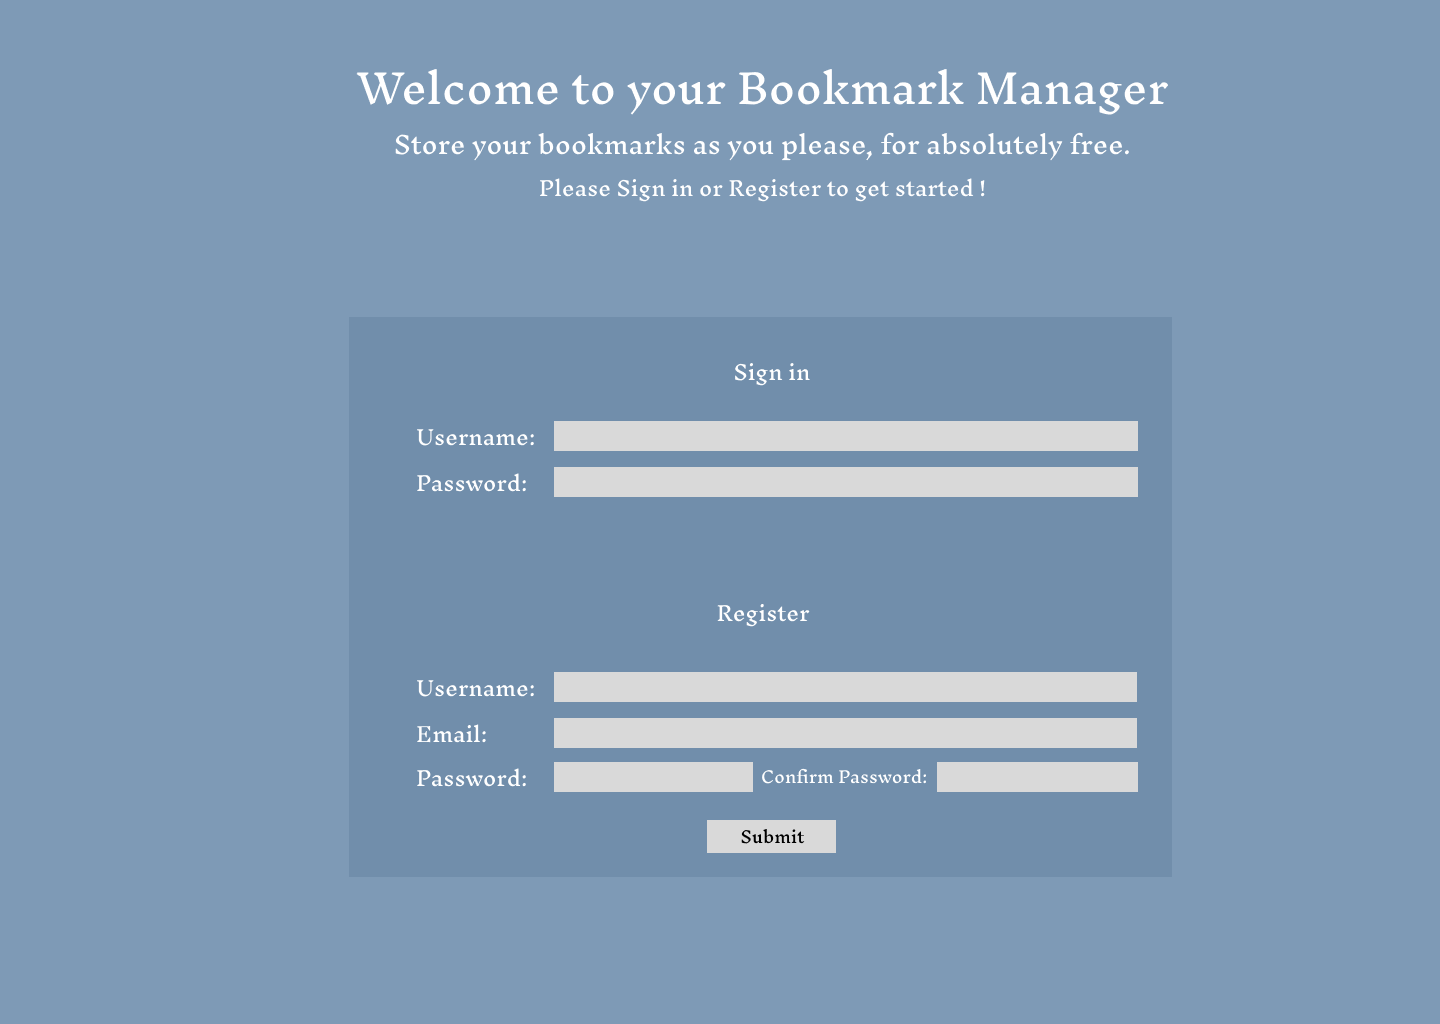 Welcome to your Bookmark Manager
Store your bookmarks as you please, for absolutely free.
Please Sign in or Register to get started !
Sign in
Username:
Password:
Register
Username:
Email:
Password: Confirm Password:
Submit